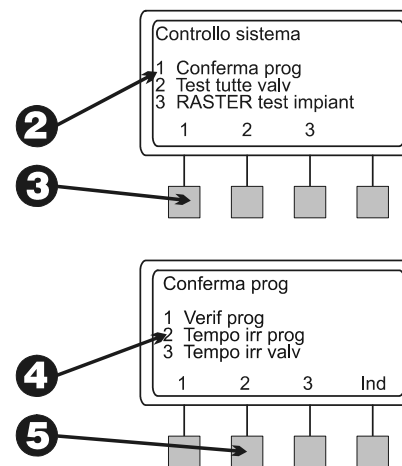 Controllo sistema
1 Conferma prog
2 Test tutte valv
3 RASTER test impiant
1 2 3
2
3
Conferma prog
1 Verif prog
2 Tempo irr prog
3 Tempo irr valv
1 2 3 Ind
4
5